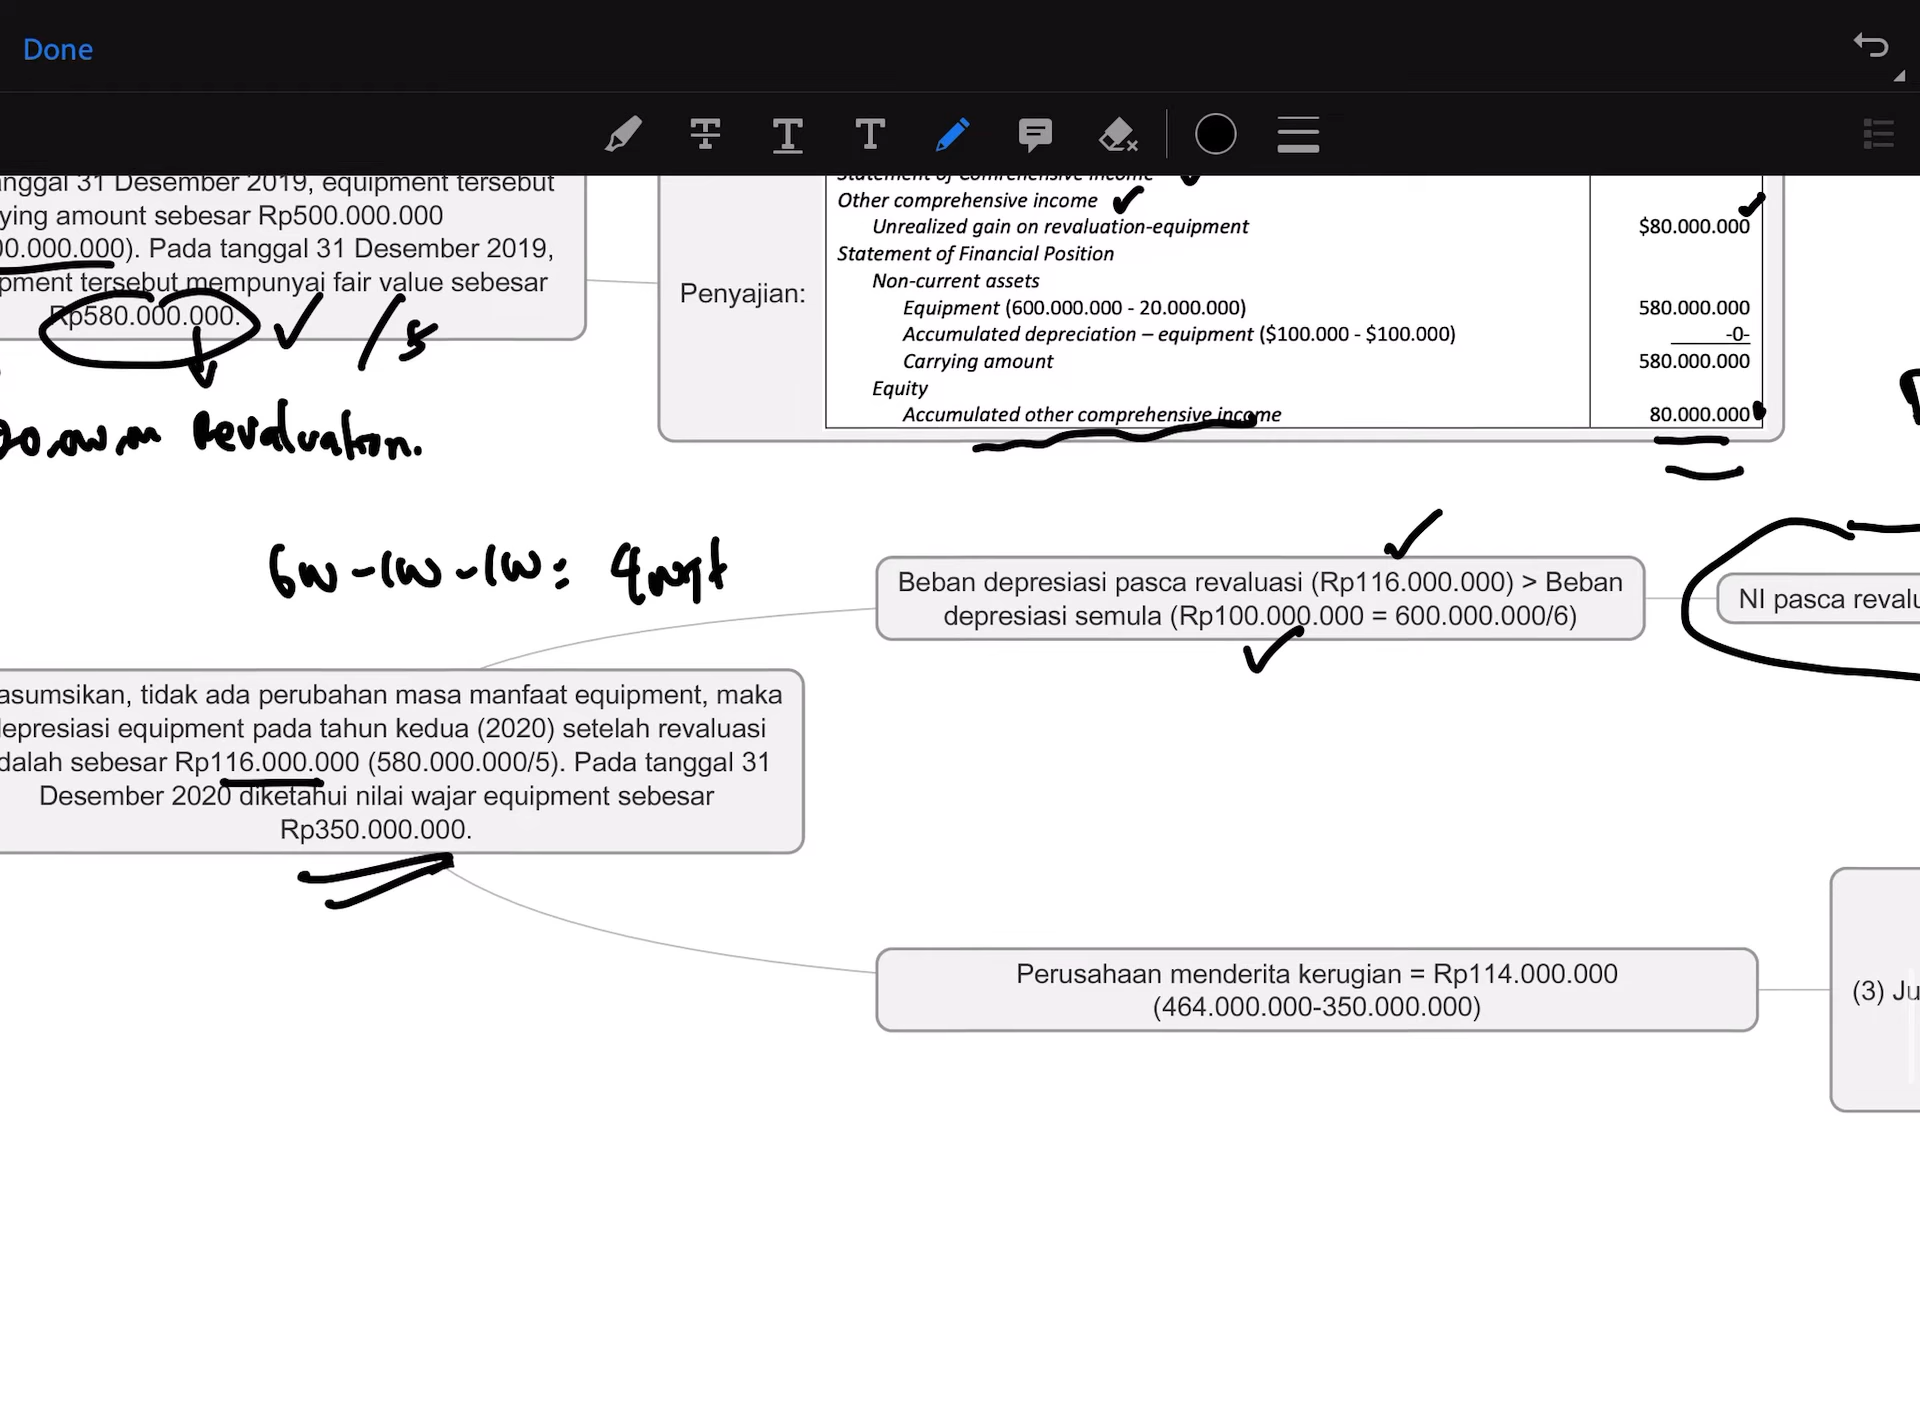 Done
anggal 31 Desember 2019, equipment tersebut
ying amount sebesar Rp500.000.000
00.000.000). Pada tanggal 31 Desember 2019,
pment tersebut mempunyai fair value sebesar
Rp580.000.000.
/5
Revaluation.
Penyajian:
Statement of Comrehensive Income
Other comprehensive income
Unrealized gain on revaluation-equipment $80.000.000
Statement of Financial Position
Non-current assets
Equipment (600.000.000 - 20.000.000) 580.000.000
Accumulated depreciation – equipment ($100.000 - $100.000) -0-
Carrying amount 580.000.000
Equity
Accumulated other comprehensive income 80.000.000
Beban depresiasi pasca revaluasi (Rp116.000.000) > Beban
depresiasi semula (Rp100.000.000 = 600.000.000/6)
NI pasca revalu
asumsikan, tidak ada perubahan masa manfaat equipment, maka
epresiasi equipment pada tahun kedua (2020) setelah revaluasi
dalah sebesar Rp116.000.000 (580.000.000/5). Pada tanggal 31
Desember 2020 diketahui nilai wajar equipment sebesar
Rp350.000.000.
Perusahaan menderita kerugian = Rp114.000.000
(464.000.000-350.000.000)
(3) Ju